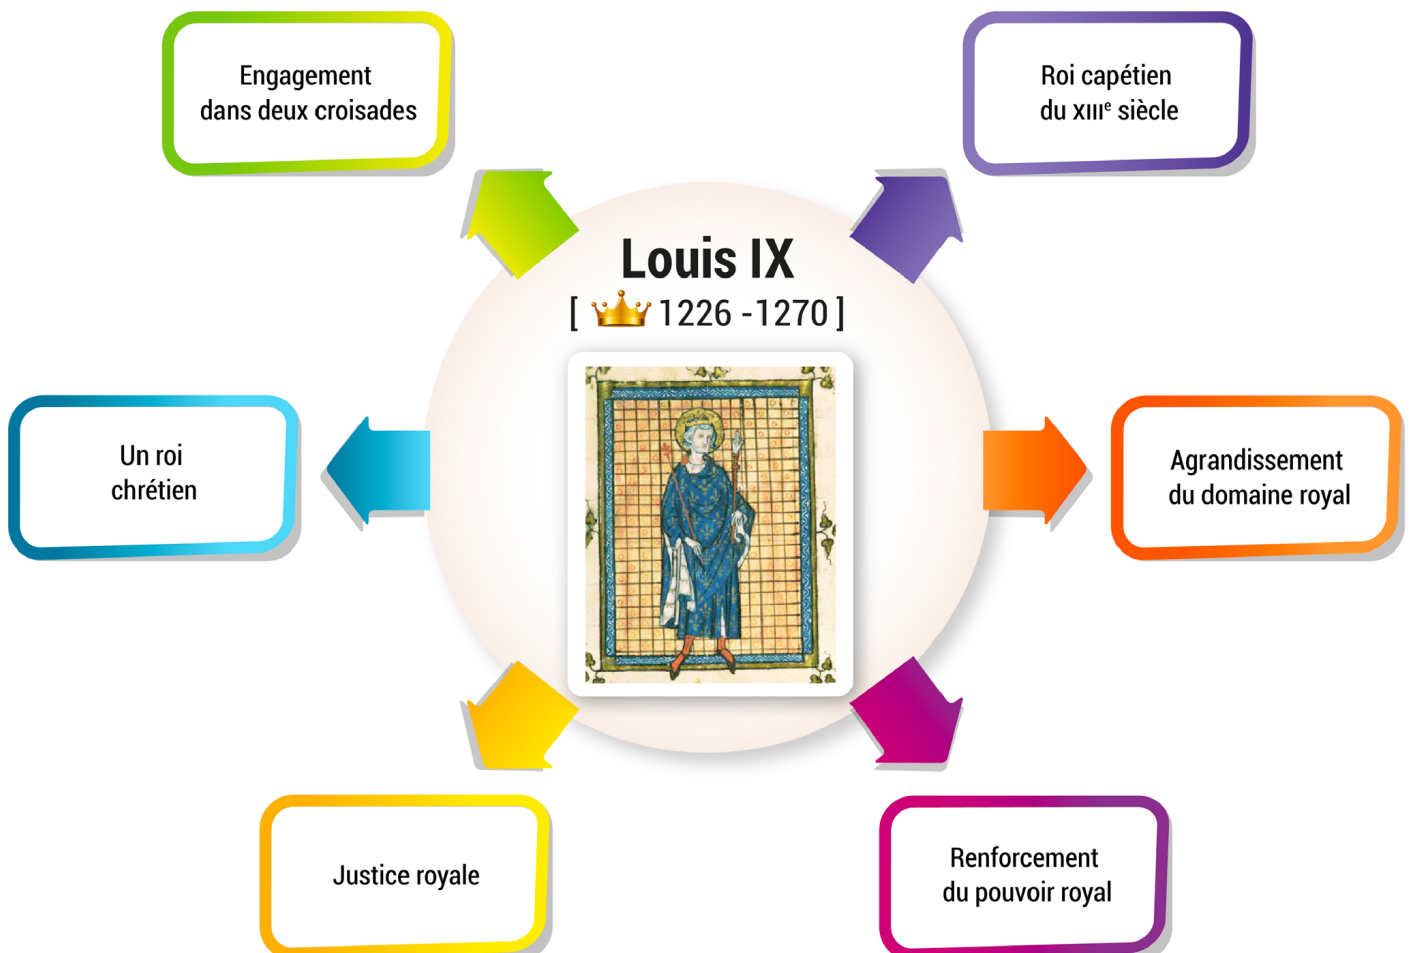 Engagement
dans deux croisades
Roi capétien
du XIIIᵉ siècle
Louis IX
[ 1226 -1270 ]
Un roi
chrétien
Agrandissement
du domaine royal
Justice royale
Renforcement
du pouvoir royal